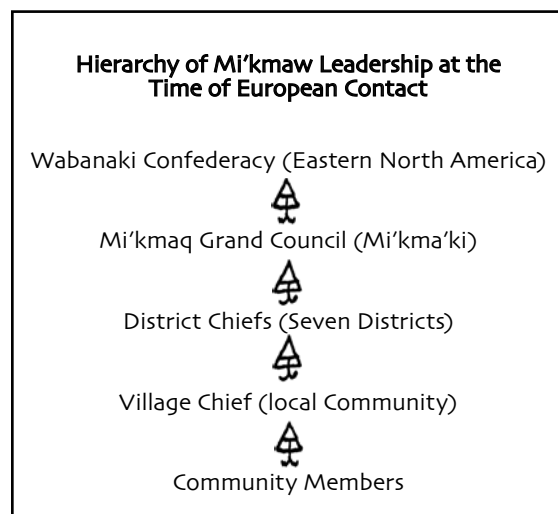 Hierarchy of Mi’kmaw Leadership at the
Time of European Contact
Wabanaki Confederacy (Eastern North America)
Mi’kmaq Grand Council (Mi’kma’ki)
District Chiefs (Seven Districts)
Village Chief (local Community)
Community Members